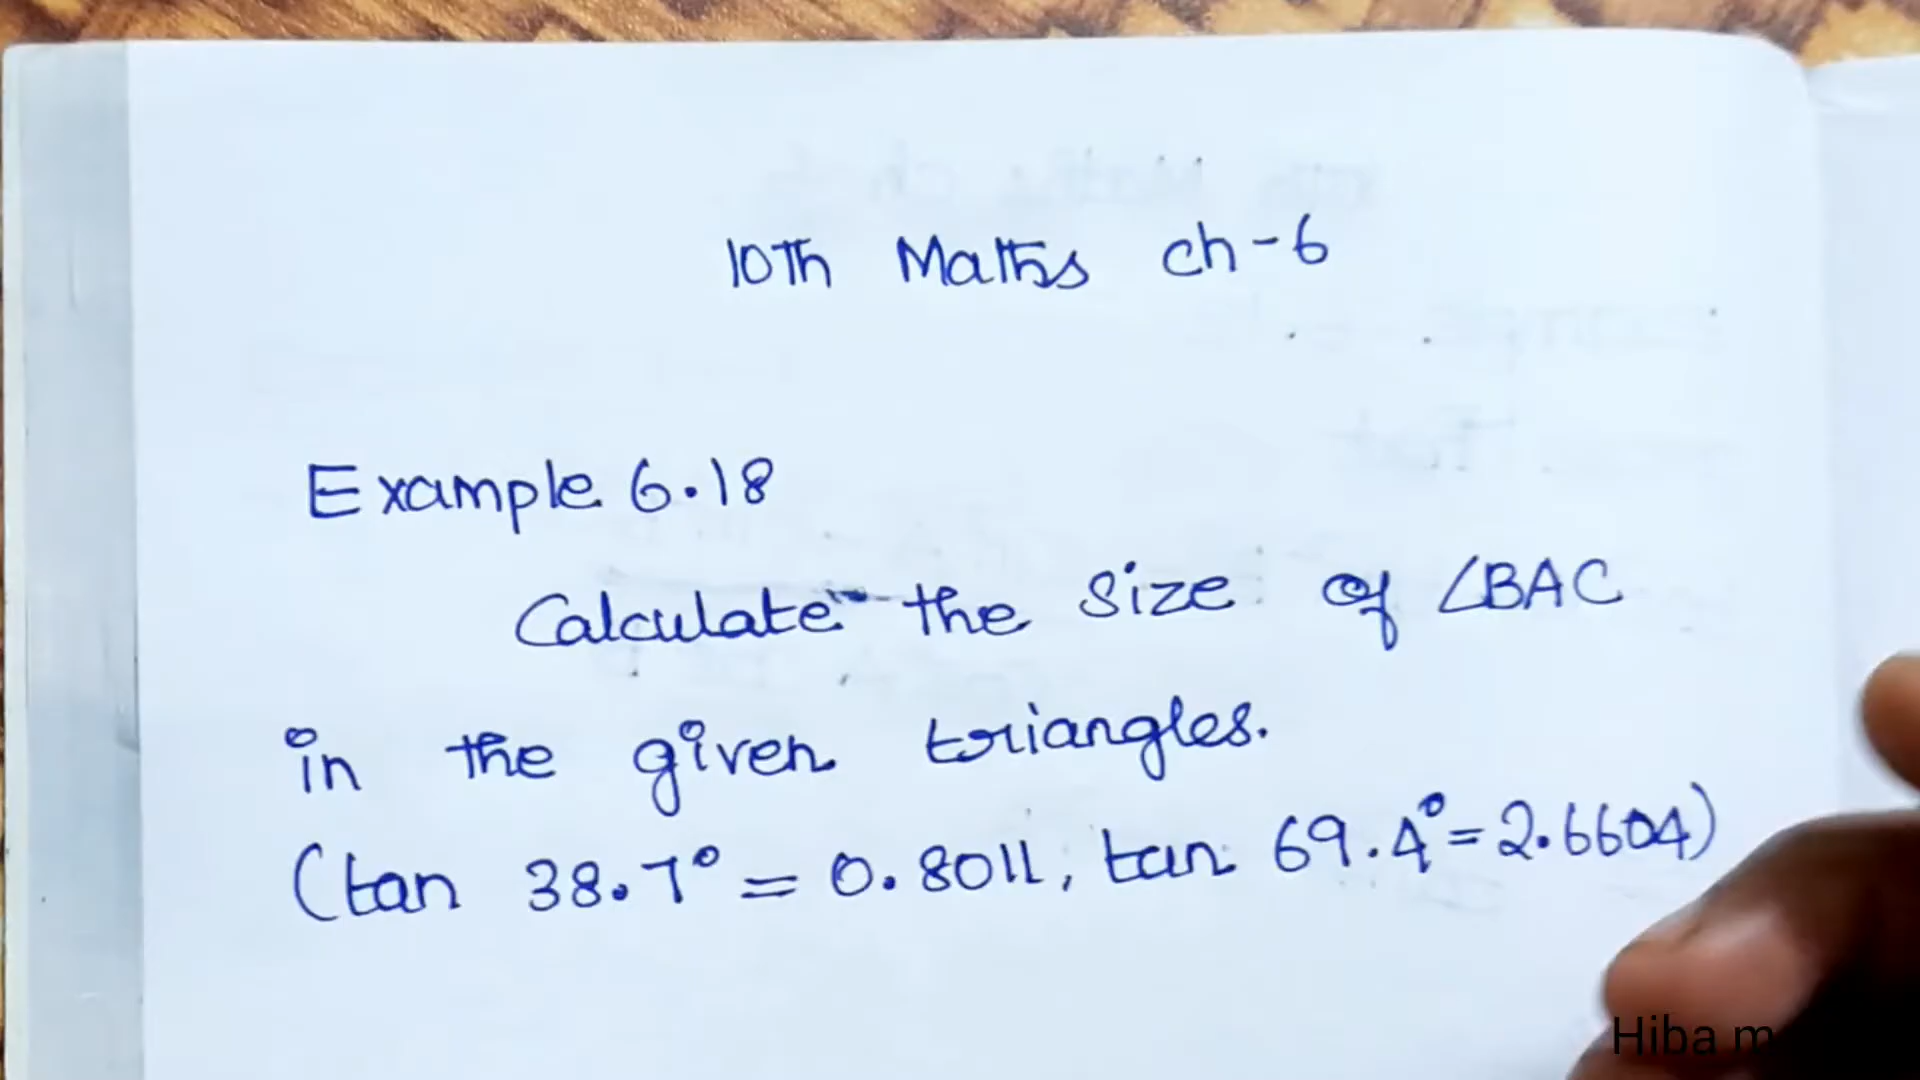 10Th Maths ch-6
Example 6.18
Calculate the size of ∠BAC
in the given triangles.
(tan 38.7° = 0.8011, tan 69.4° = 2.6604)
Hiba m